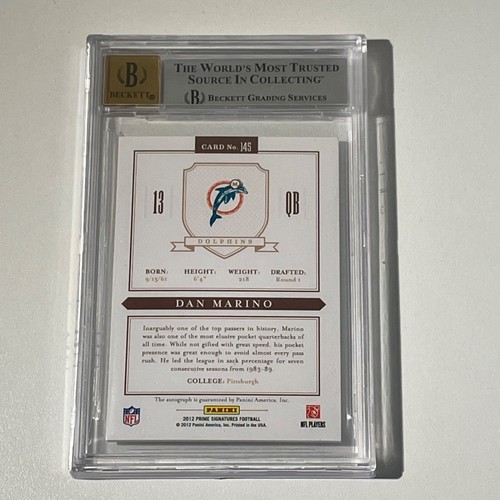 THE WORLD'S MOST TRUSTED
SOURCE IN COLLECTING™
B
BECKETT®
B BECKETT GRADING SERVICES
CARD No. 145
13
QB
DOLPHINS
BORN: HEIGHT: WEIGHT: DRAFTED:
9/15/61 6'4" 218 Round 1
DAN MARINO
Inarguably one of the top passers in history, Marino
was also one of the most elusive pocket quarterbacks of
all time. While not gifted with great speed, his pocket
presence was great enough to avoid almost every pass
rush. He led the league in sack percentage for seven
consecutive seasons from 1983-89.
COLLEGE: Pittsburgh
The autograph is guaranteed by Panini America, Inc.
NFL
PANINI
2012 PRIME SIGNATURES FOOTBALL
© 2012 Panini America, Inc. Printed in the USA.
NFL PLAYERS